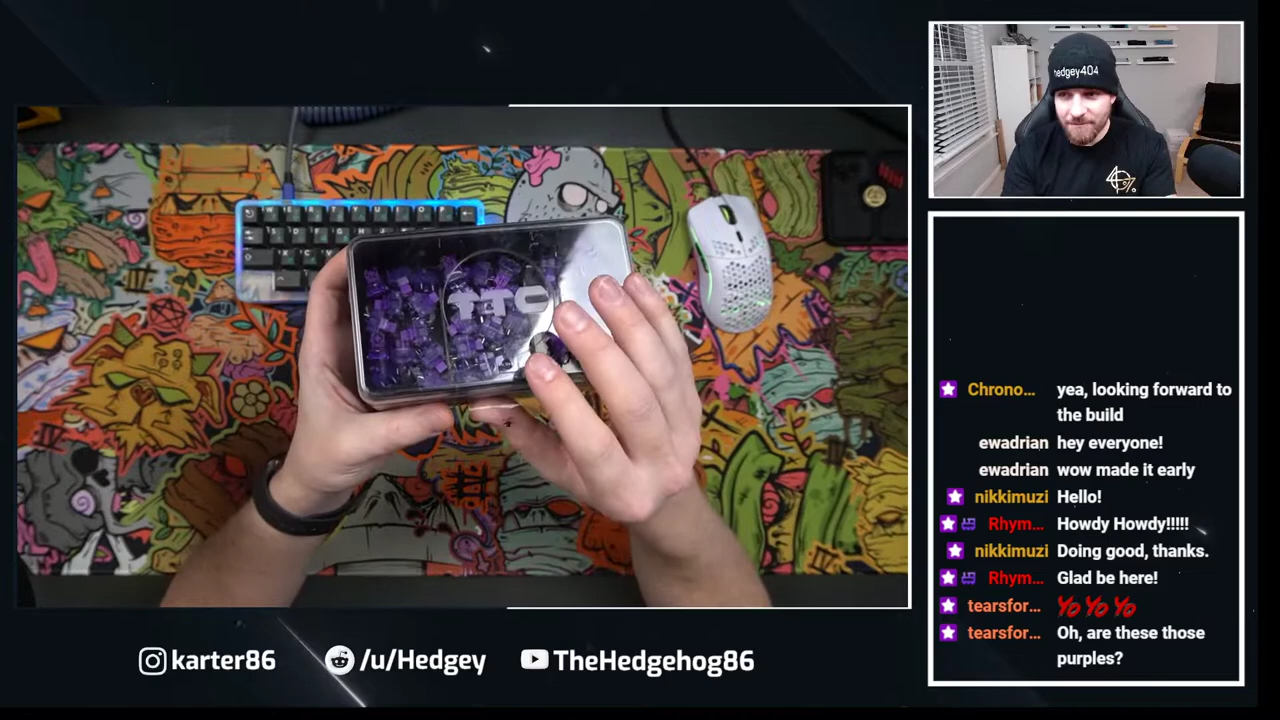 hedgey404
TTC
Chrono... yea, looking forward to
the build
ewadrian hey everyone!
ewadrian wow made it early
nikkimuzi Hello!
Rhym... Howdy Howdy!!!!!
nikkimuzi Doing good, thanks.
Rhym... Glad be here!
tearsfor... Yo Yo Yo
tearsfor... Oh, are these those
purples?
karter86
/u/Hedgey
TheHedgehog86